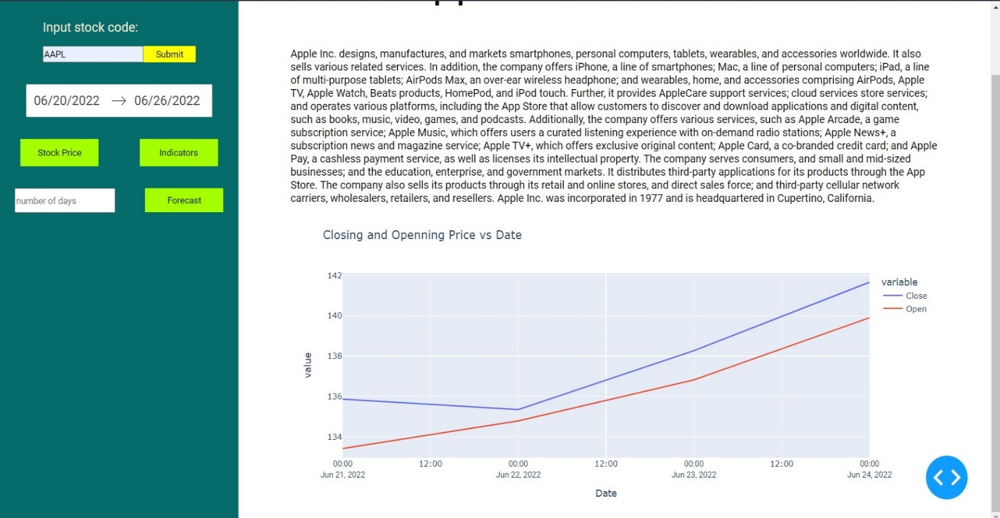 Input stock code:
AAPL Submit
06/20/2022 → 06/26/2022
Stock Price Indicators
number of days Forecast
Apple Inc. designs, manufactures, and markets smartphones, personal computers, tablets, wearables, and accessories worldwide. It also
sells various related services. In addition, the company offers iPhone, a line of smartphones; Mac, a line of personal computers; iPad, a line
of multi-purpose tablets; AirPods Max, an over-ear wireless headphone; and wearables, home, and accessories comprising AirPods, Apple
TV, Apple Watch, Beats products, HomePod, and iPod touch. Further, it provides AppleCare support services; cloud services store services;
and operates various platforms, including the App Store that allow customers to discover and download applications and digital content,
such as books, music, video, games, and podcasts. Additionally, the company offers various services, such as Apple Arcade, a game
subscription service; Apple Music, which offers users a curated listening experience with on-demand radio stations; Apple News+, a
subscription news and magazine service; Apple TV+, which offers exclusive original content; Apple Card, a co-branded credit card; and Apple
Pay, a cashless payment service, as well as licenses its intellectual property. The company serves consumers, and small and mid-sized
businesses; and the education, enterprise, and government markets. It distributes third-party applications for its products through the App
Store. The company also sells its products through its retail and online stores, and direct sales force; and third-party cellular network
carriers, wholesalers, retailers, and resellers. Apple Inc. was incorporated in 1977 and is headquartered in Cupertino, California.
Closing and Openning Price vs Date
142
140
138
136
134
value
variable
Close
Open
00:00 12:00 00:00 12:00 00:00 12:00 00:00
Jun 21, 2022 Jun 22, 2022 Jun 23, 2022 Jun 24, 2022
Date